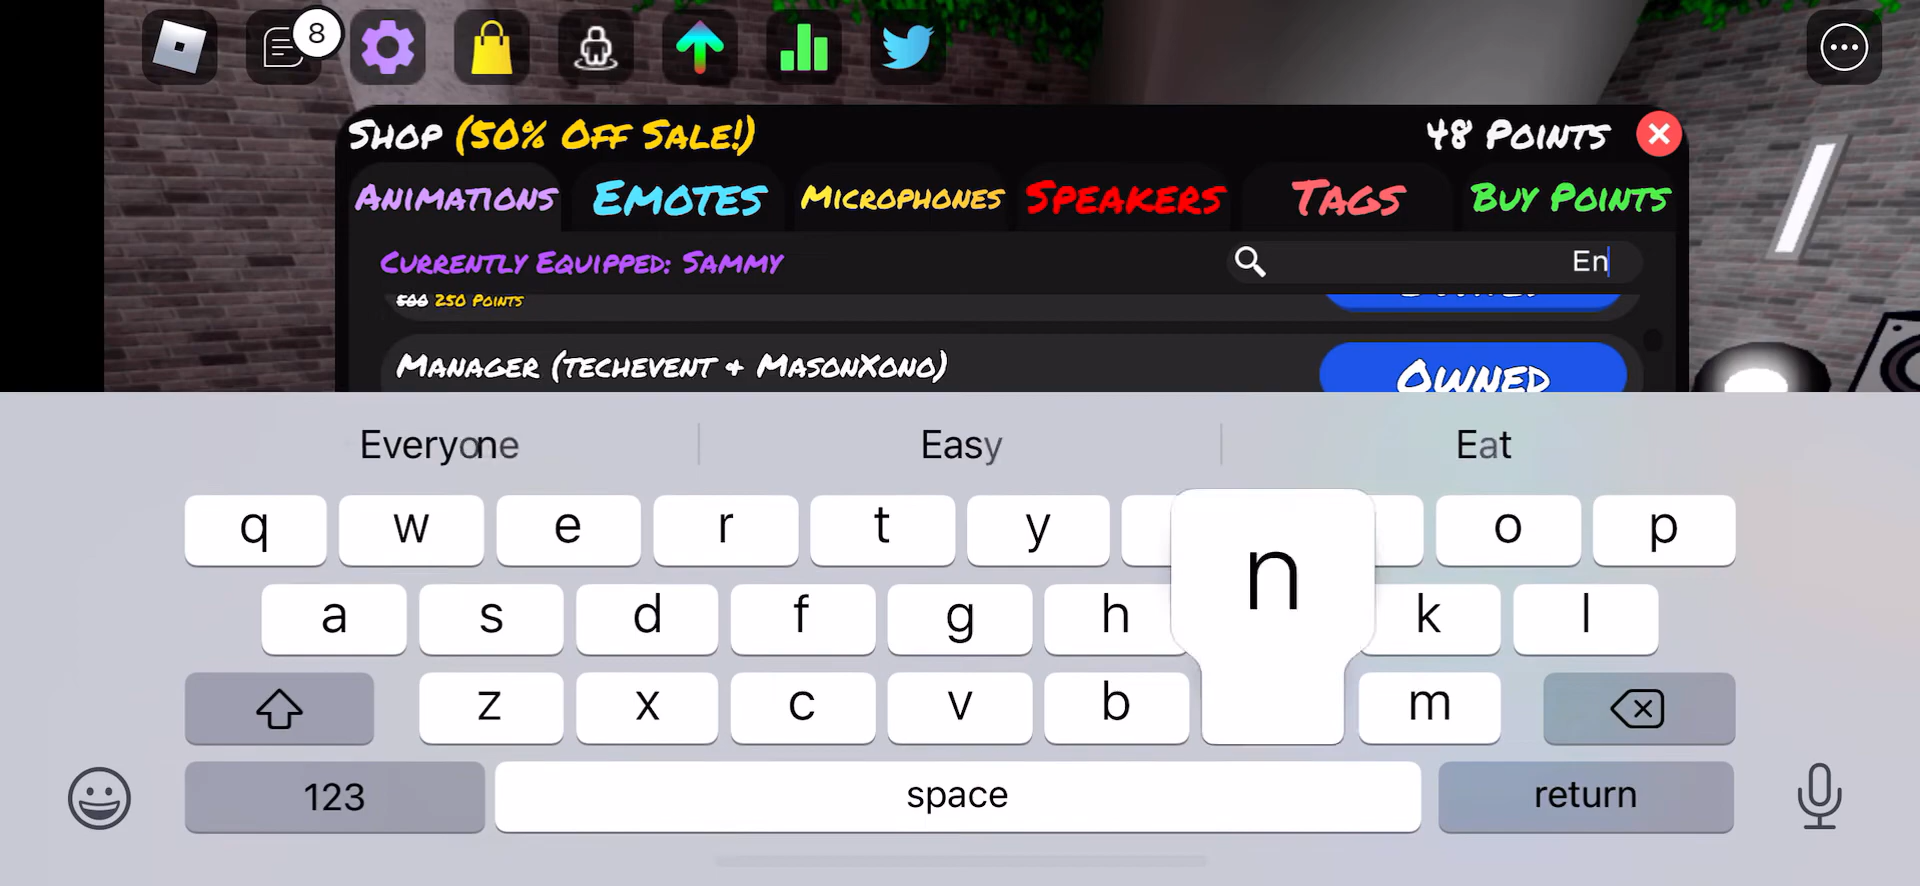 8
Shop (50% Off Sale!)
48 Points
Animations
Emotes
Microphones
Speakers
Tags
Buy Points
Currently Equipped: Sammy
En
500 250 Points
Manager (techevent & MasonXono)
Owned
Everyone
Easy
Eat
q w e r t y o p
a s d f g h k l
n
z x c v b m
123
space
return